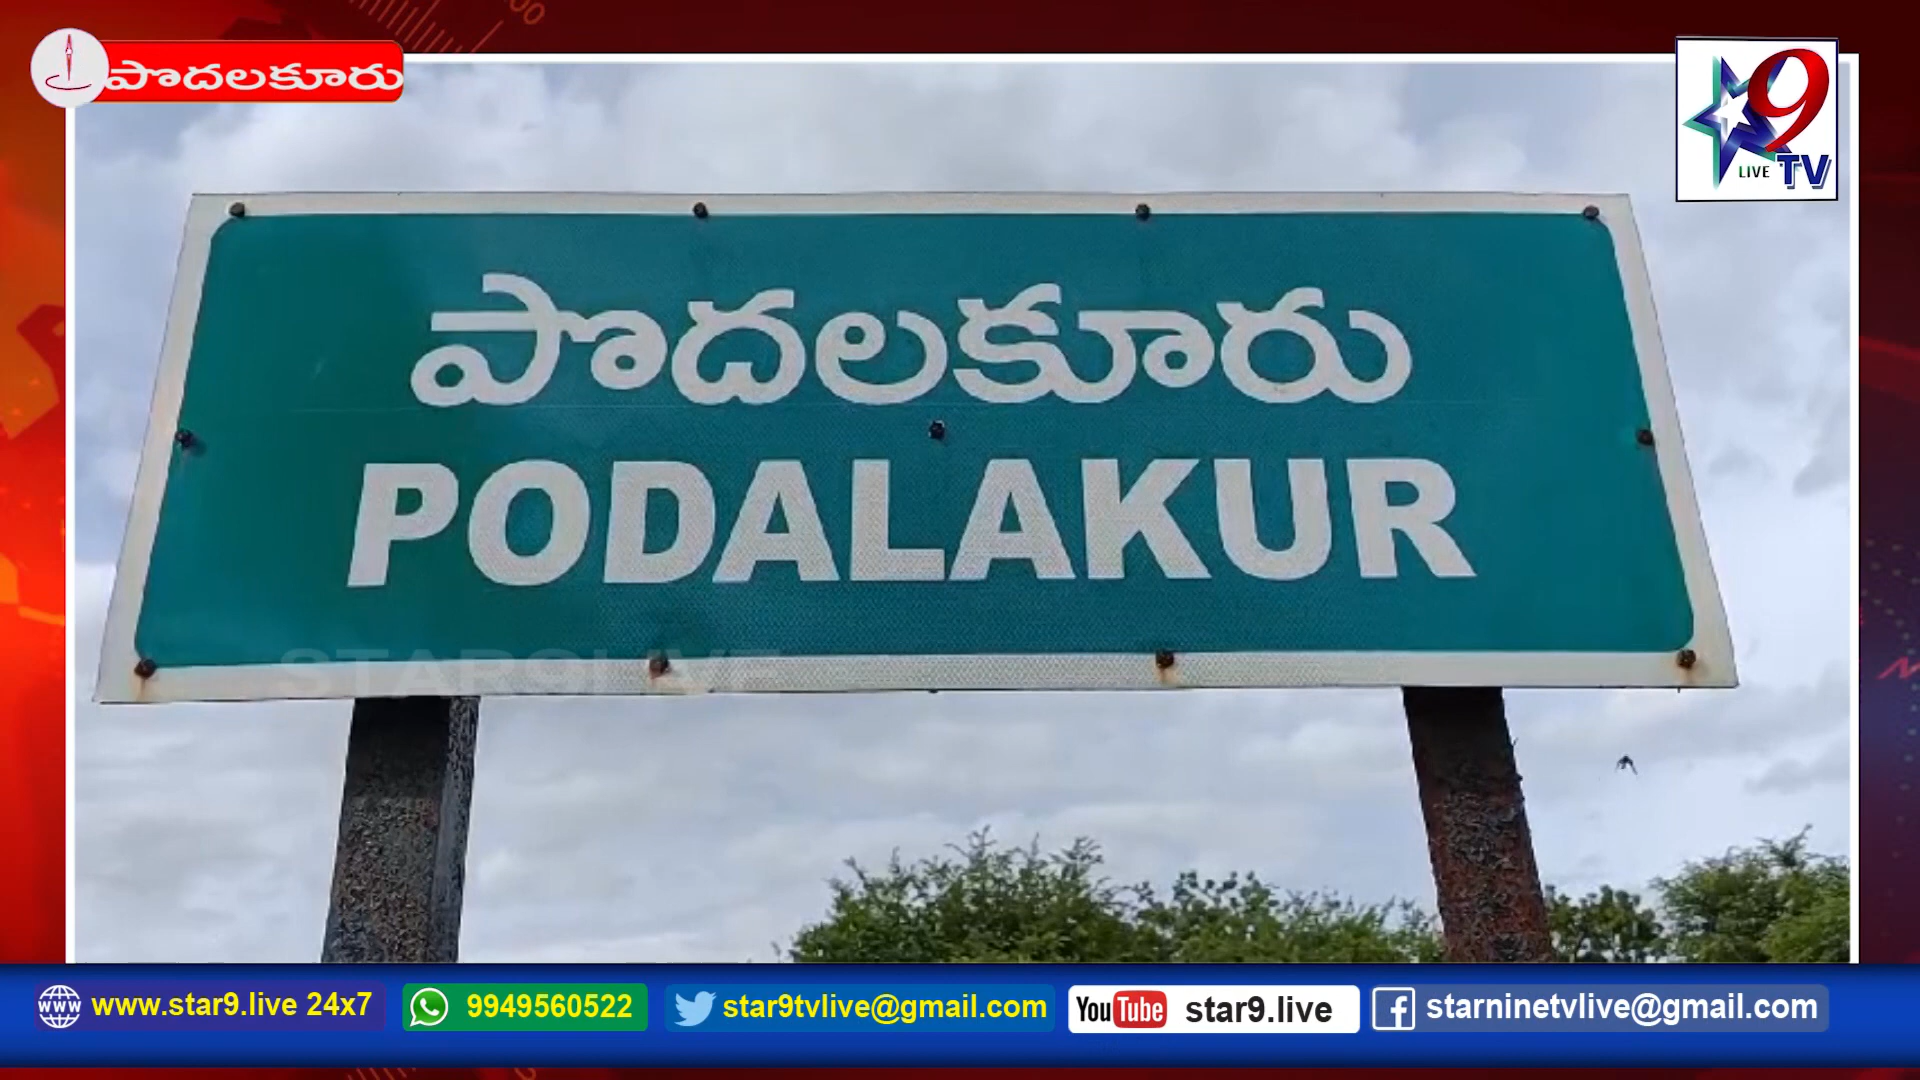 పొదలకూరు
9
LIVE TV
పొదలకూరు
PODALAKUR
STAR9LIVE
www.star9.live 24x7
9949560522
star9tvlive@gmail.com
YouTube star9.live
starninetvlive@gmail.com